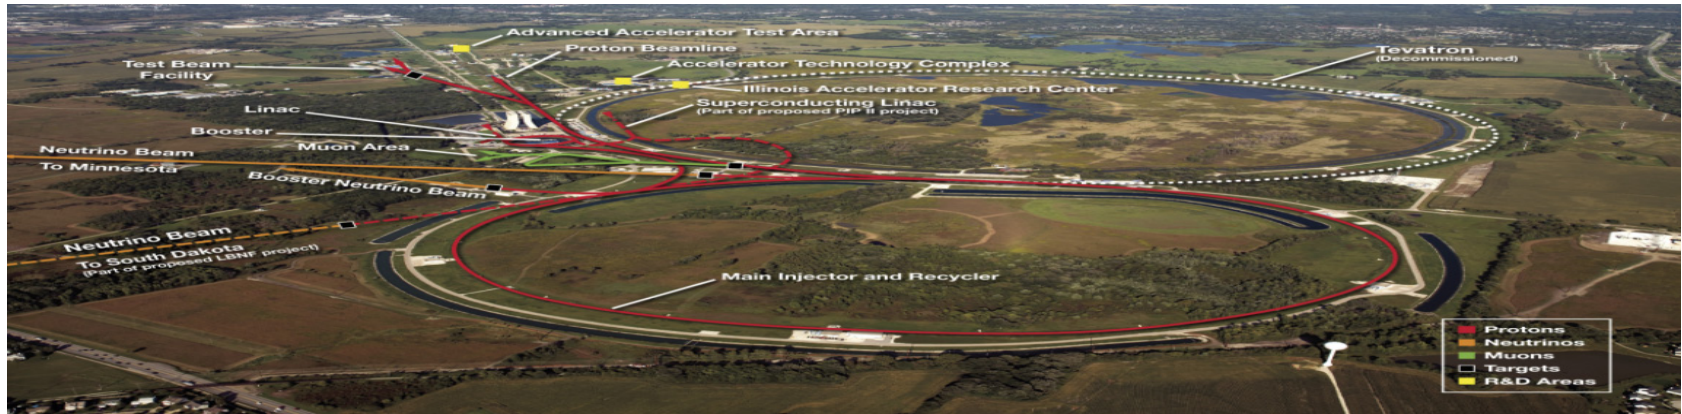 Advanced Accelerator Test Area
Proton Beamline
Test Beam
Facility
Accelerator Technology Complex
Tevatron
(Decommissioned)
Illinois Accelerator Research Center
Superconducting Linac
(Part of proposed PIP II project)
Linac
Booster
Muon Area
Neutrino Beam
To Minnesota
Booster Neutrino Beam
Neutrino Beam
To South Dakota
(Part of proposed LBNF project)
Main Injector and Recycler
Protons
Neutrinos
Muons
Targets
R&D Areas